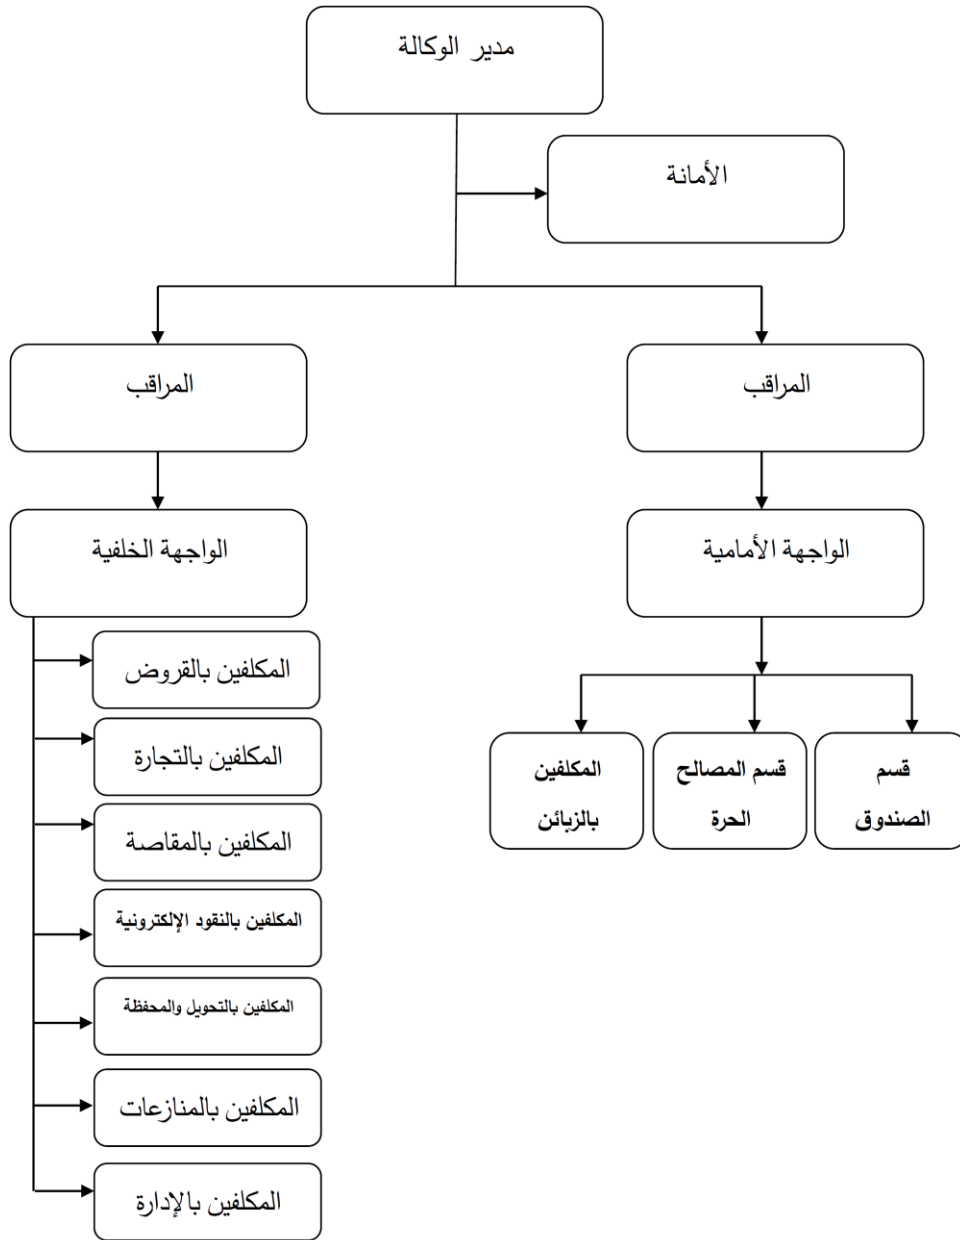 مدير الوكالة
الأمانة
المراقب
المراقب
الواجهة الأمامية
الواجهة الخلفية
قسم
الصندوق
قسم المصالح
الحرة
المكلفين
بالزبائن
المكلفين بالقروض
المكلفين بالتجارة
المكلفين بالمقاصة
المكلفين بالنقود الإلكترونية
المكلفين بالتحويل والمحفظة
المكلفين بالمنازعات
المكلفين بالإدارة